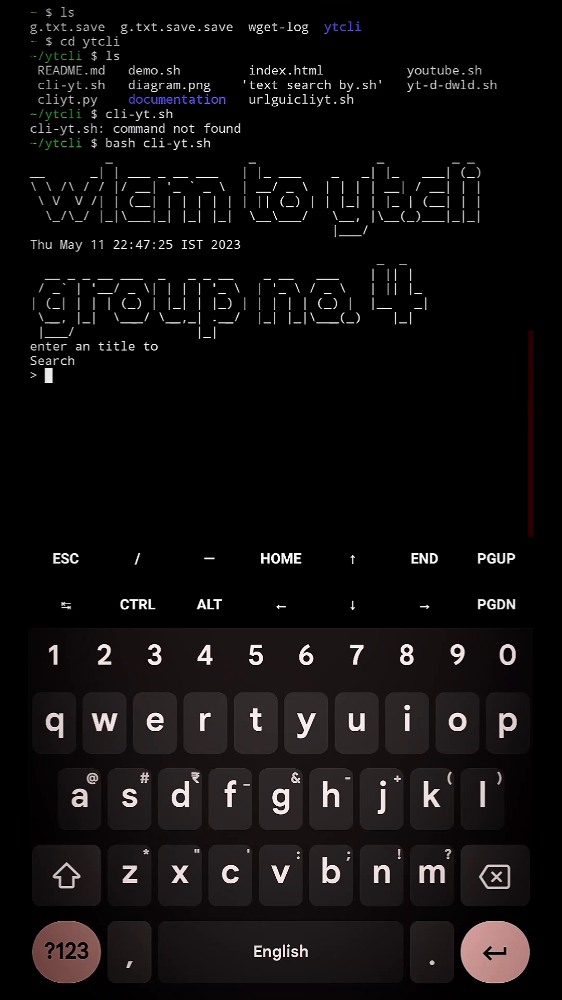 ~ $ ls
g.txt.save g.txt.save.save wget-log ytcli
~ $ cd ytcli
~/ytcli $ ls
README.md demo.sh index.html youtube.sh
cli-yt.sh diagram.png 'text search by.sh' yt-d-dwld.sh
cliyt.py documentation urlguicliyt.sh
~/ytcli $ cli-yt.sh
cli-yt.sh: command not found
~/ytcli $ bash cli-yt.sh
wlcm to yt.cli
Thu May 11 22:47:25 IST 2023
group no. 4
enter an title to
Search
>
ESC / — HOME ↑ END PGUP
↹ CTRL ALT ← ↓ → PGDN
1 2 3 4 5 6 7 8 9 0
q w e r t y u i o p
@ # ₹ _ & - + ( )
a s d f g h j k l
* " ' : ; ! ?
z x c v b n m
?123 , English .